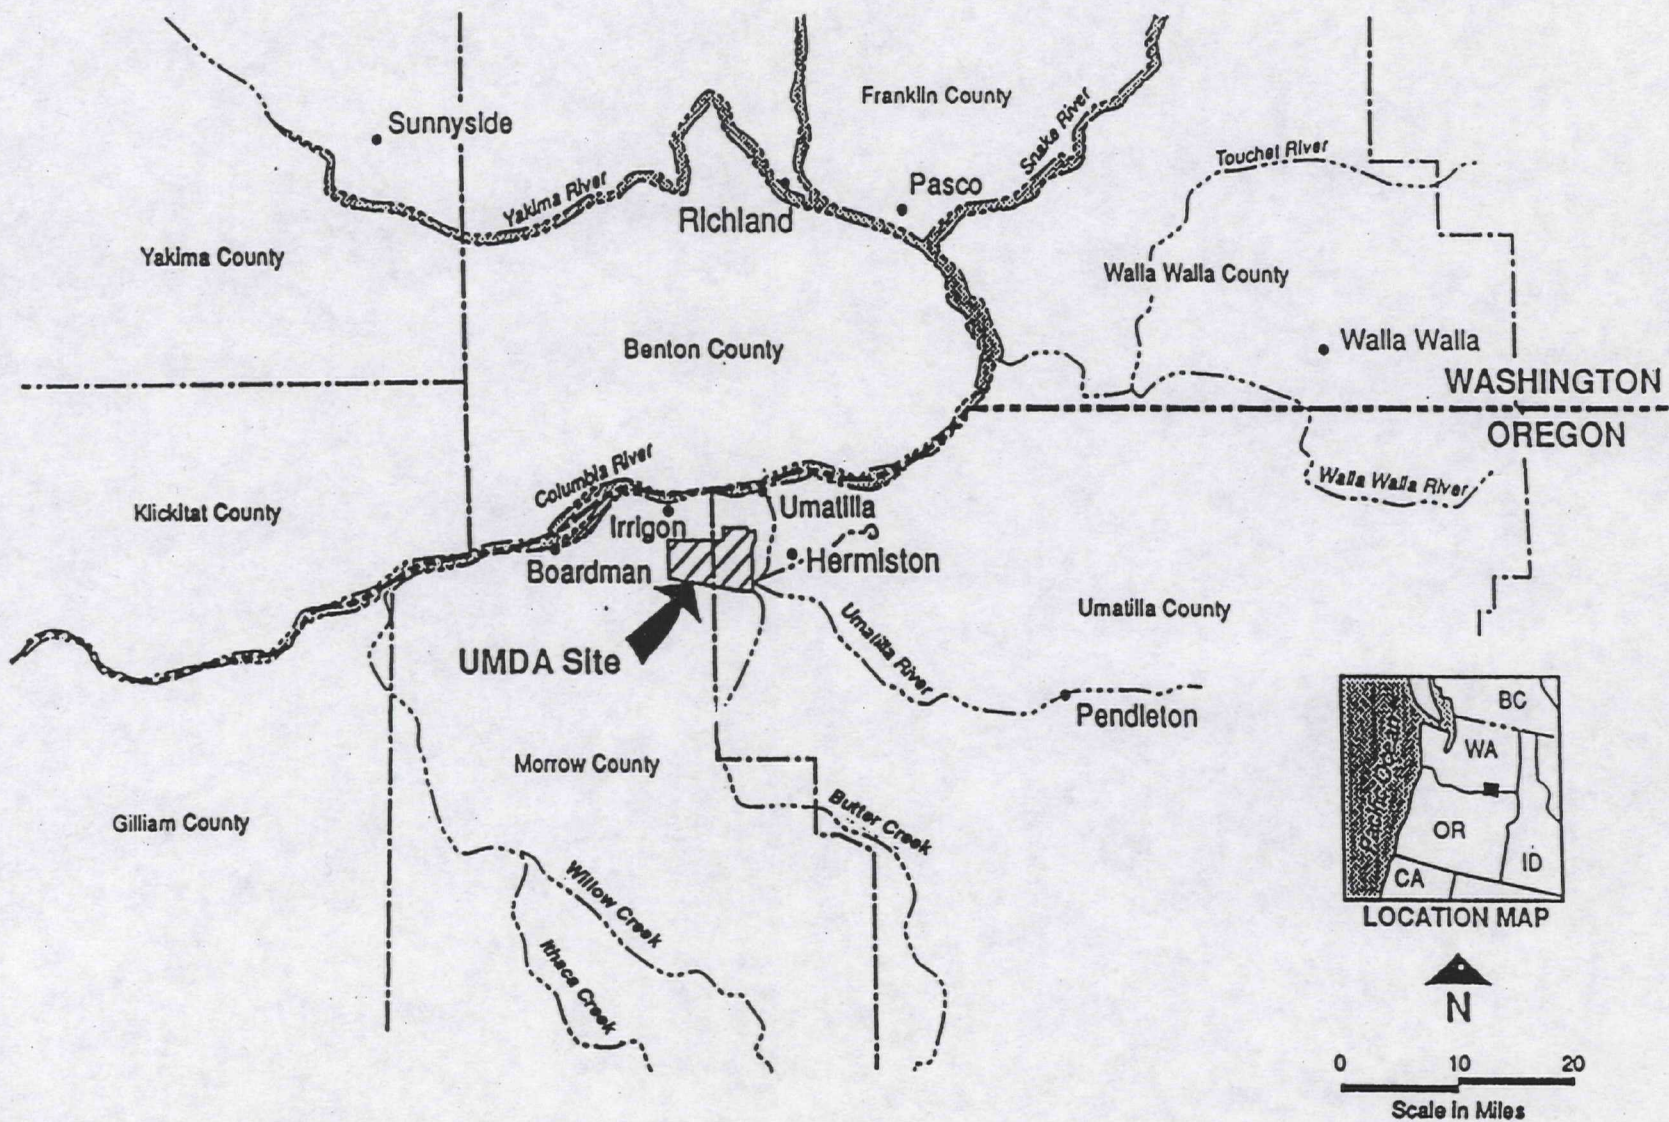 Sunnyside
Franklin County
Snake River
Touchet River
Yakima River
Pasco
Richland
Yakima County
Walla Walla County
Benton County
Walla Walla
WASHINGTON
OREGON
Columbia River
Walla Walla River
Klickitat County
Irrigon
Umatilla
Boardman
Hermiston
Umatilla County
Umatilla River
UMDA Site
Pendleton
Morrow County
Butter Creek
Gilliam County
Willow Creek
Ithaca Creek
BC
WA
Pacific Ocean
OR
ID
CA
LOCATION MAP
N
0 10 20
Scale in Miles